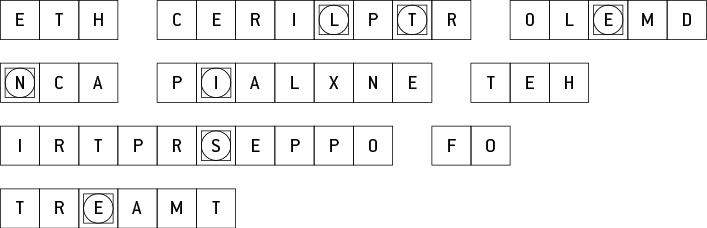 ETH CERILPTR OLEMD
NCA PIALXNE TEH
IRTPRSEPPO FO
TREAMT